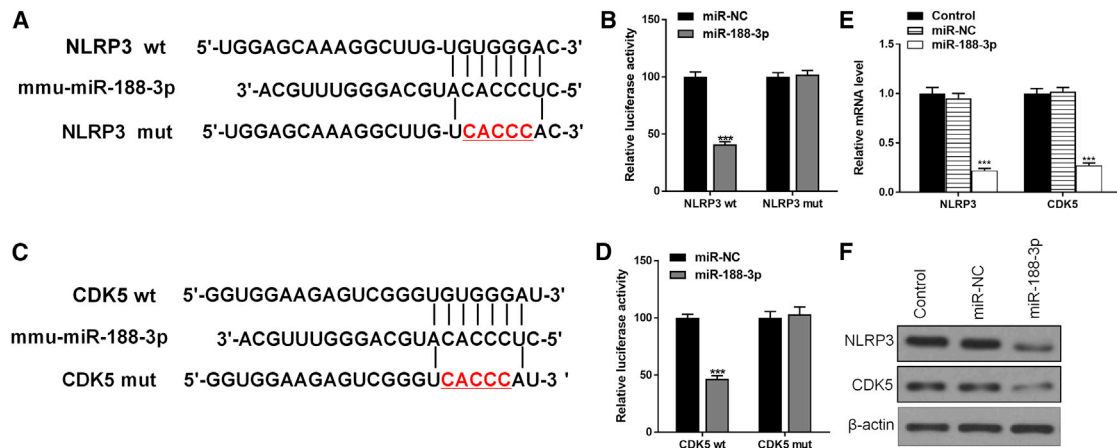 A
NLRP3 wt 5'-UGGAGCAAAGGCUUG-UGUGGGAC-3'
mmu-miR-188-3p 3'-ACGUUUGGGACGUACACCCUC-5'
NLRP3 mut 5'-UGGAGCAAAGGCUUG-UCACCCAC-3'
B
miR-NC
miR-188-3p
Relative luciferase activity
150
100
50
0
***
NLRP3 wt NLRP3 mut
E
Control
miR-NC
miR-188-3p
Relative mRNA level
1.5
1.0
0.5
0.0
*** ***
NLRP3 CDK5
C
CDK5 wt 5'-GGUGGAAGAGUCGGGUGUGGGAU-3'
mmu-miR-188-3p 3'-ACGUUUGGGACGUACACCCUC-5'
CDK5 mut 5'-GGUGGAAGAGUCGGGUCACCCAU-3 '
D
miR-NC
miR-188-3p
Relative luciferase activity
150
100
50
0
***
CDK5 wt CDK5 mut
F
Control miR-NC miR-188-3p
NLRP3
CDK5
β-actin